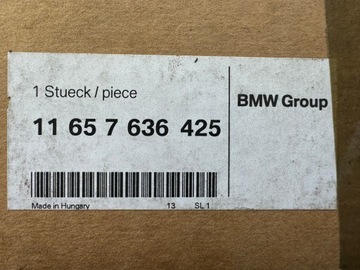 1 Stueck / piece
BMW Group
11 65 7 636 425
Made in Hungary 13 SL 1